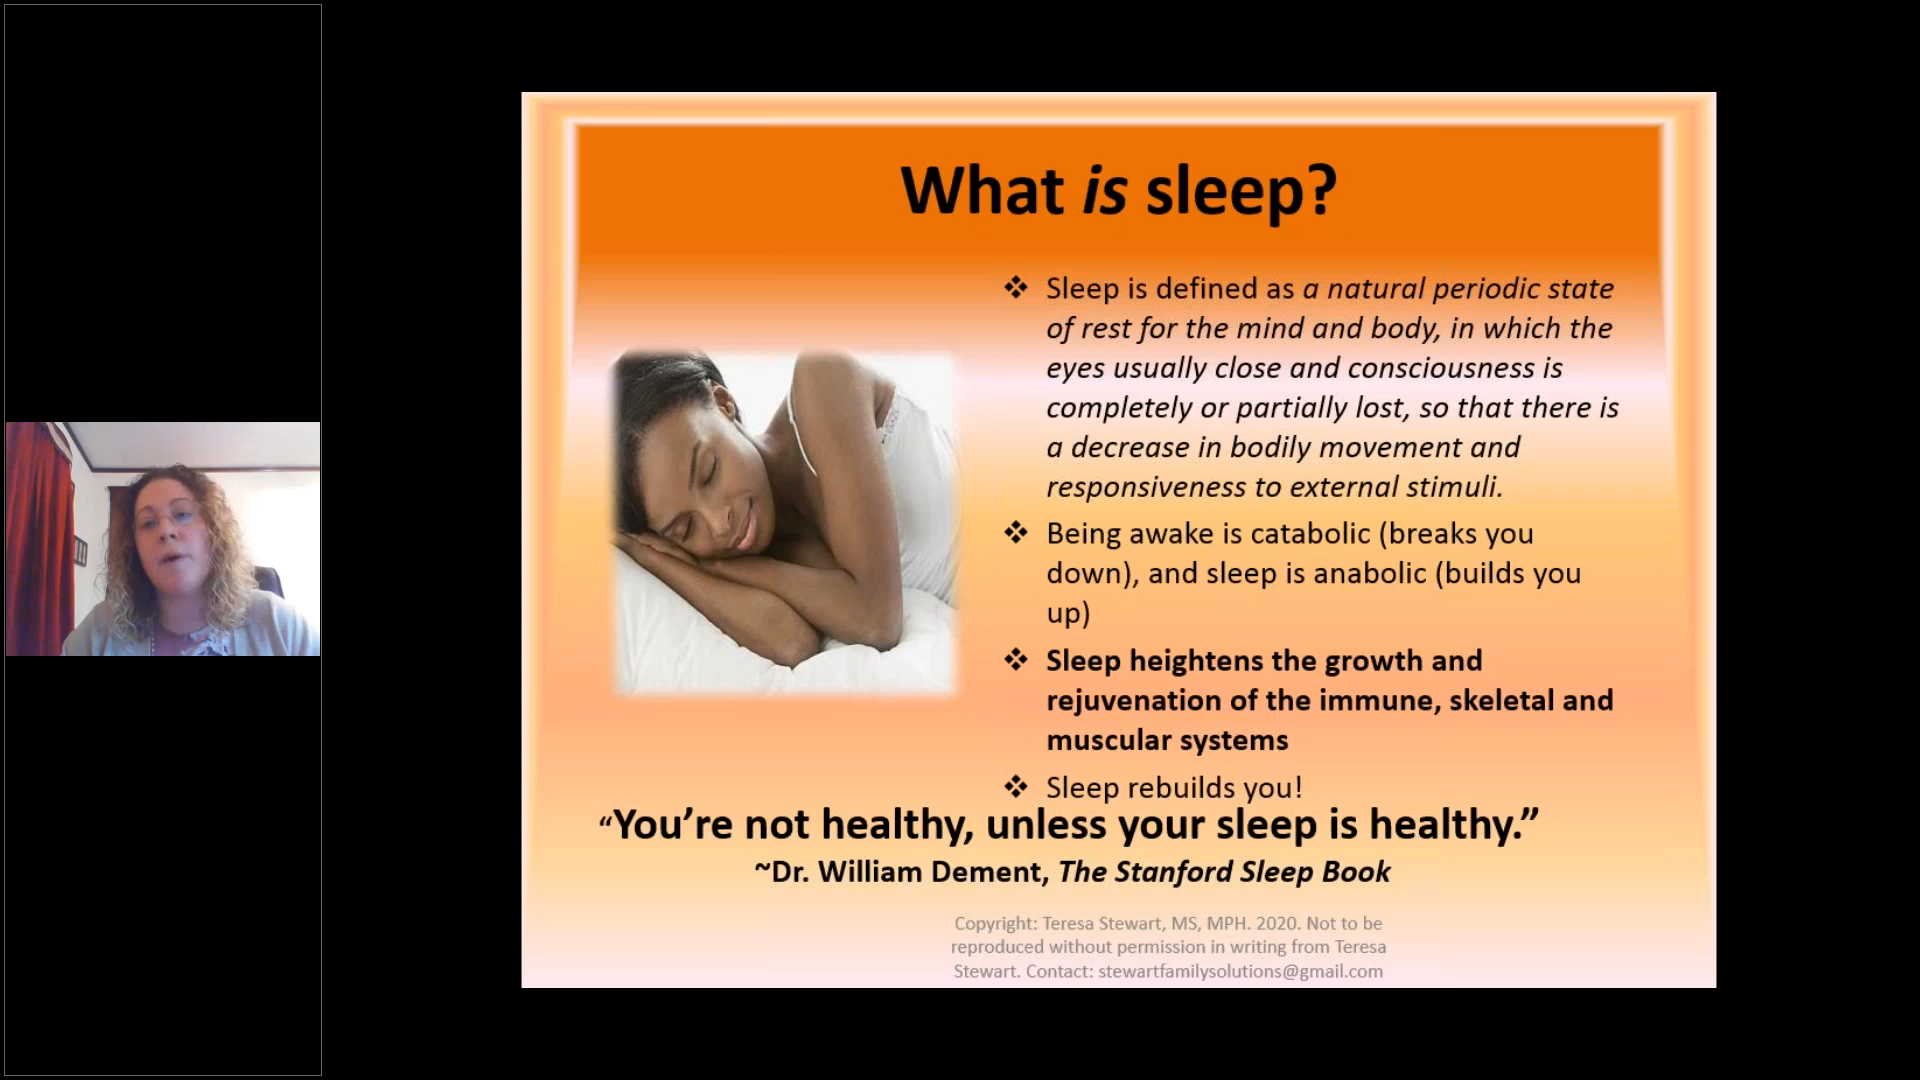 What is sleep?
❖ Sleep is defined as a natural periodic state
of rest for the mind and body, in which the
eyes usually close and consciousness is
completely or partially lost, so that there is
a decrease in bodily movement and
responsiveness to external stimuli.
❖ Being awake is catabolic (breaks you
down), and sleep is anabolic (builds you
up)
❖ Sleep heightens the growth and
rejuvenation of the immune, skeletal and
muscular systems
❖ Sleep rebuilds you!
“You’re not healthy, unless your sleep is healthy.”
~Dr. William Dement, The Stanford Sleep Book
Copyright: Teresa Stewart, MS, MPH. 2020. Not to be
reproduced without permission in writing from Teresa
Stewart. Contact: stewartfamilysolutions@gmail.com